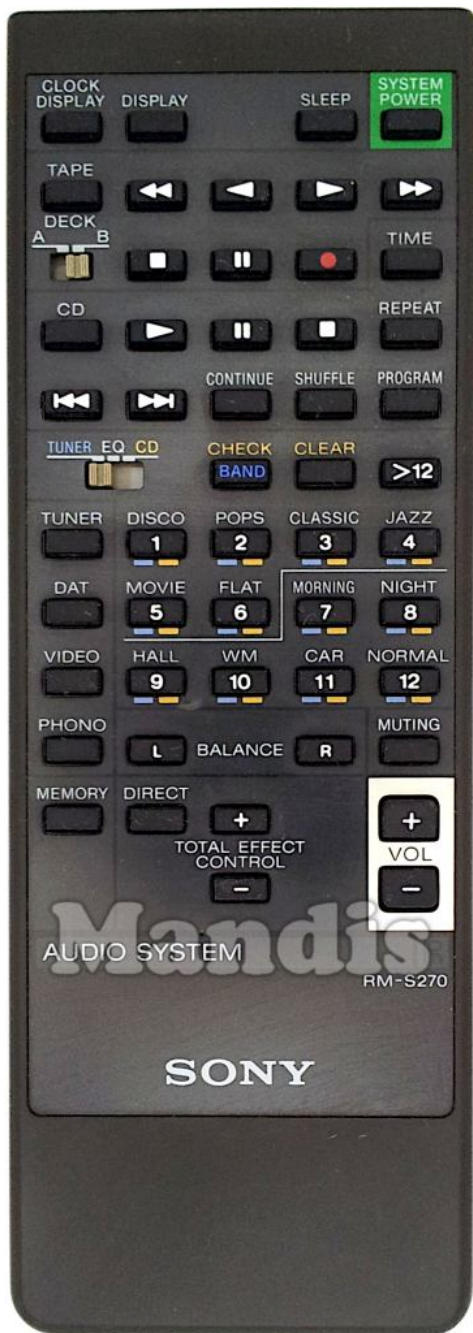 CLOCK DISPLAY DISPLAY SLEEP SYSTEM POWER
TAPE
DECK
A B TIME
CD REPEAT
CONTINUE SHUFFLE PROGRAM
TUNER EQ CD CHECK CLEAR
BAND >12
TUNER DISCO POPS CLASSIC JAZZ
1 2 3 4
DAT MOVIE FLAT MORNING NIGHT
5 6 7 8
VIDEO HALL WM CAR NORMAL
9 10 11 12
PHONO MUTING
L BALANCE R
MEMORY DIRECT
+ +
TOTAL EFFECT
CONTROL VOL
- -
Mandis
AUDIO SYSTEM
RM-S270
SONY